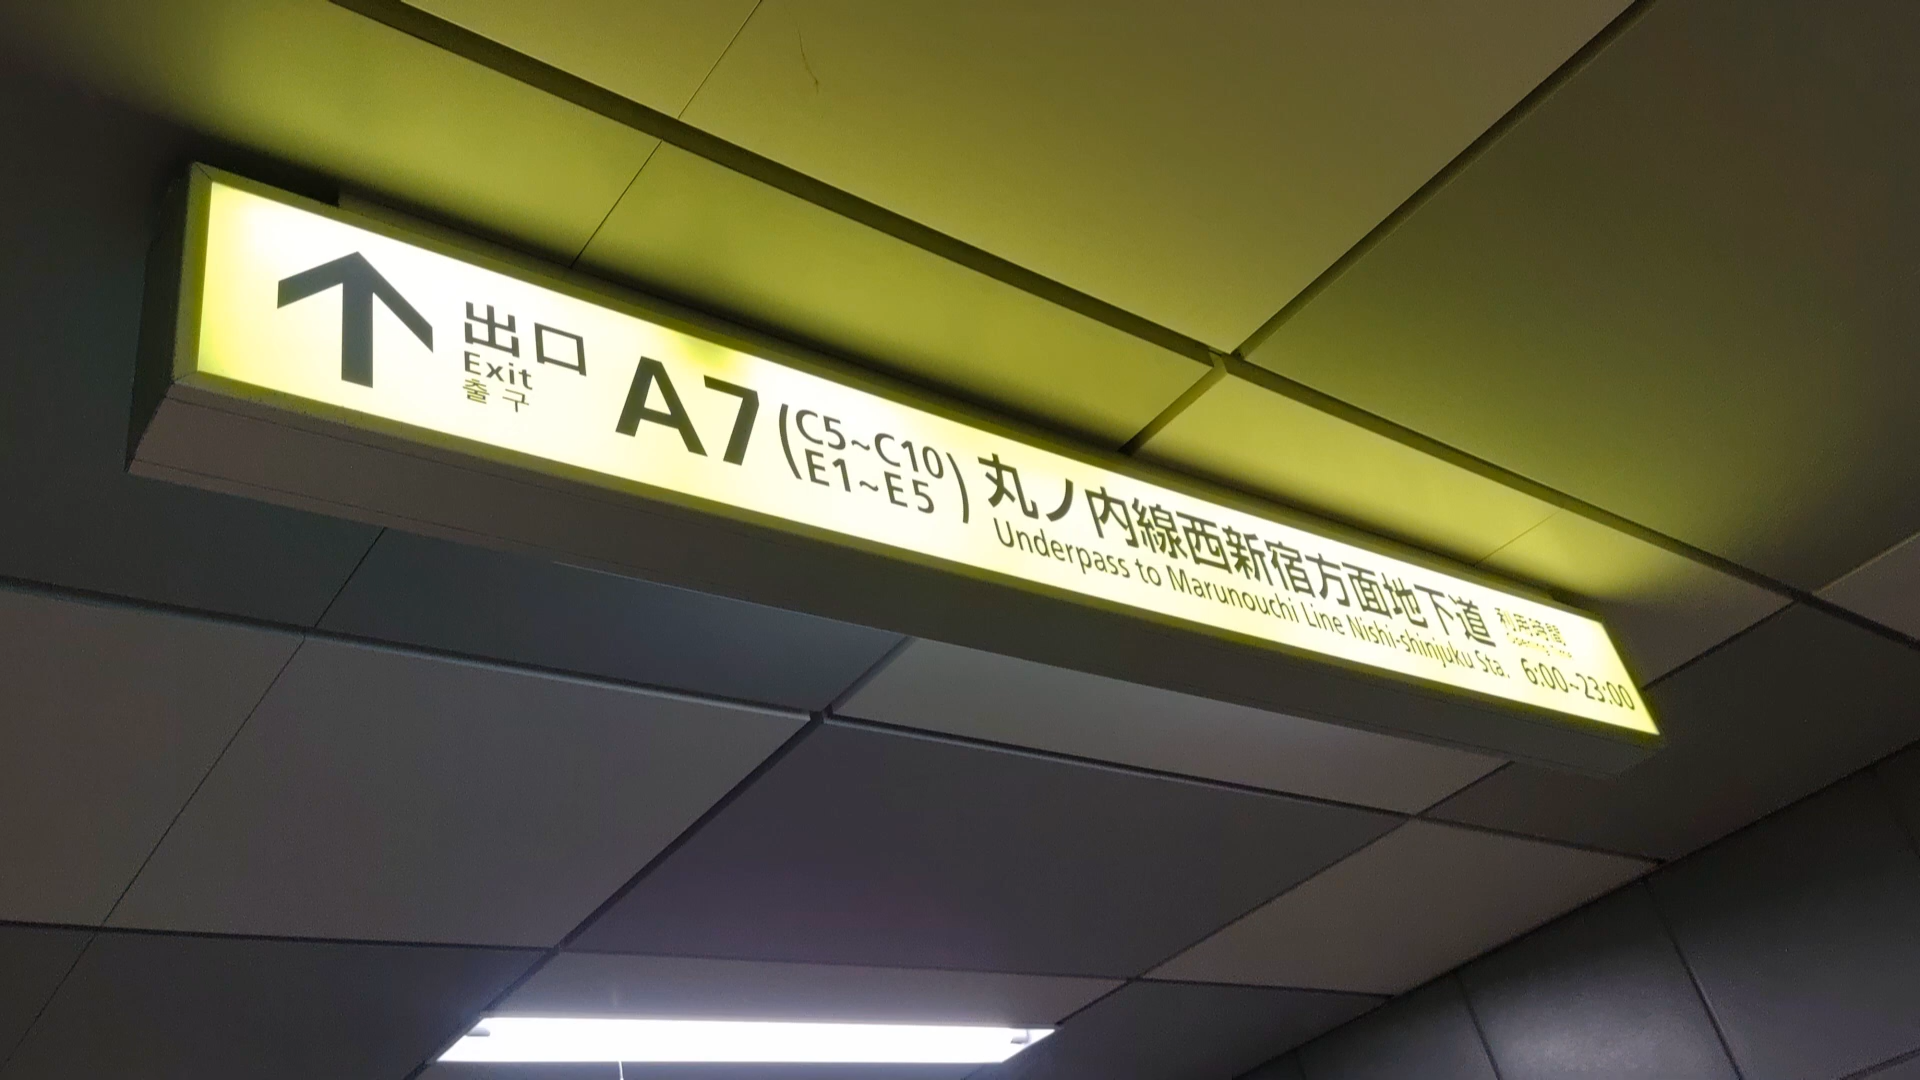 出口
Exit
출구
A7
(C5~C10
E1~E5)
丸ノ内線西新宿方面地下道
Underpass to Marunouchi Line Nishi-shinjuku Sta.
利用時間
6:00~23:00